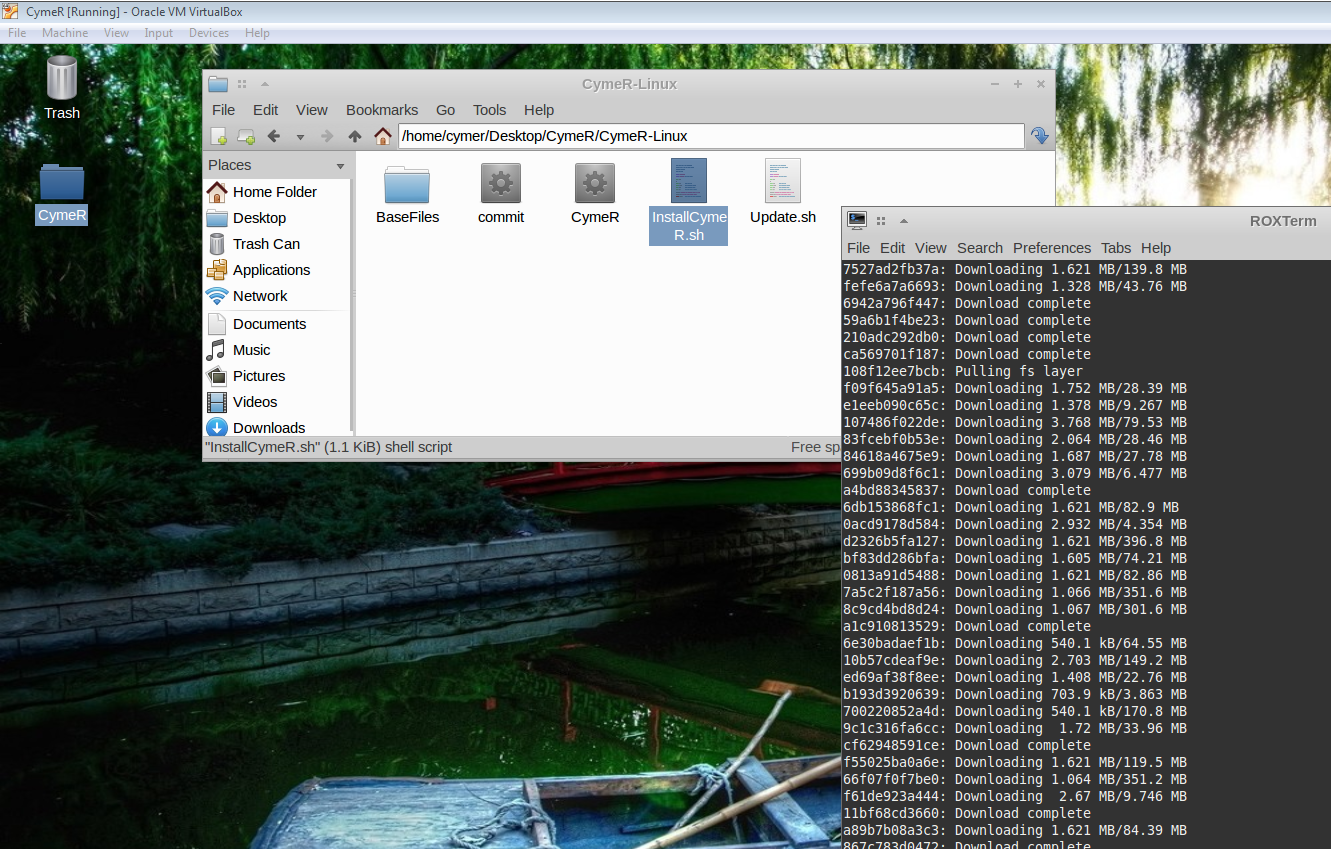 CymeR [Running] - Oracle VM VirtualBox
File Machine View Input Devices Help
Trash
CymeR
CymeR-Linux
File Edit View Bookmarks Go Tools Help
/home/cymer/Desktop/CymeR/CymeR-Linux
Places
Home Folder
Desktop
Trash Can
Applications
Network
Documents
Music
Pictures
Videos
Downloads
BaseFiles
commit
CymeR
InstallCyme
R.sh
Update.sh
"InstallCymeR.sh" (1.1 KiB) shell script
Free sp
ROXTerm
File Edit View Search Preferences Tabs Help
7527ad2fb37a: Downloading 1.621 MB/139.8 MB
fefe6a7a6693: Downloading 1.328 MB/43.76 MB
6942a796f447: Download complete
59a6b1f4be23: Download complete
210adc292db0: Download complete
ca569701f187: Download complete
108f12ee7bcb: Pulling fs layer
f09f645a91a5: Downloading 1.752 MB/28.39 MB
e1eeb090c65c: Downloading 1.378 MB/9.267 MB
107486f022de: Downloading 3.768 MB/79.53 MB
83fcebf0b53e: Downloading 2.064 MB/28.46 MB
84618a4675e9: Downloading 1.687 MB/27.78 MB
699b09d8f6c1: Downloading 3.079 MB/6.477 MB
a4bd88345837: Download complete
6db153868fc1: Downloading 1.621 MB/82.9 MB
0acd9178d584: Downloading 2.932 MB/4.354 MB
d2326b5fa127: Downloading 1.621 MB/396.8 MB
bf83dd286bfa: Downloading 1.605 MB/74.21 MB
0813a91d5488: Downloading 1.621 MB/82.86 MB
7a5c2f187a56: Downloading 1.066 MB/351.6 MB
8c9cd4bd8d24: Downloading 1.067 MB/301.6 MB
a1c910813529: Download complete
6e30badaef1b: Downloading 540.1 kB/64.55 MB
10b57cdeaf9e: Downloading 2.703 MB/149.2 MB
ed69af38f8ee: Downloading 1.408 MB/22.76 MB
b193d3920639: Downloading 703.9 kB/3.863 MB
700220852a4d: Downloading 540.1 kB/170.8 MB
9c1c316fa6cc: Downloading  1.72 MB/33.96 MB
cf62948591ce: Download complete
f55025ba0a6e: Downloading 1.621 MB/119.5 MB
66f07f0f7be0: Downloading 1.064 MB/351.2 MB
f61de923a444: Downloading  2.67 MB/9.746 MB
11bf68cd3660: Download complete
a89b7b08a3c3: Downloading 1.621 MB/84.39 MB
867c783d0472: Download complete